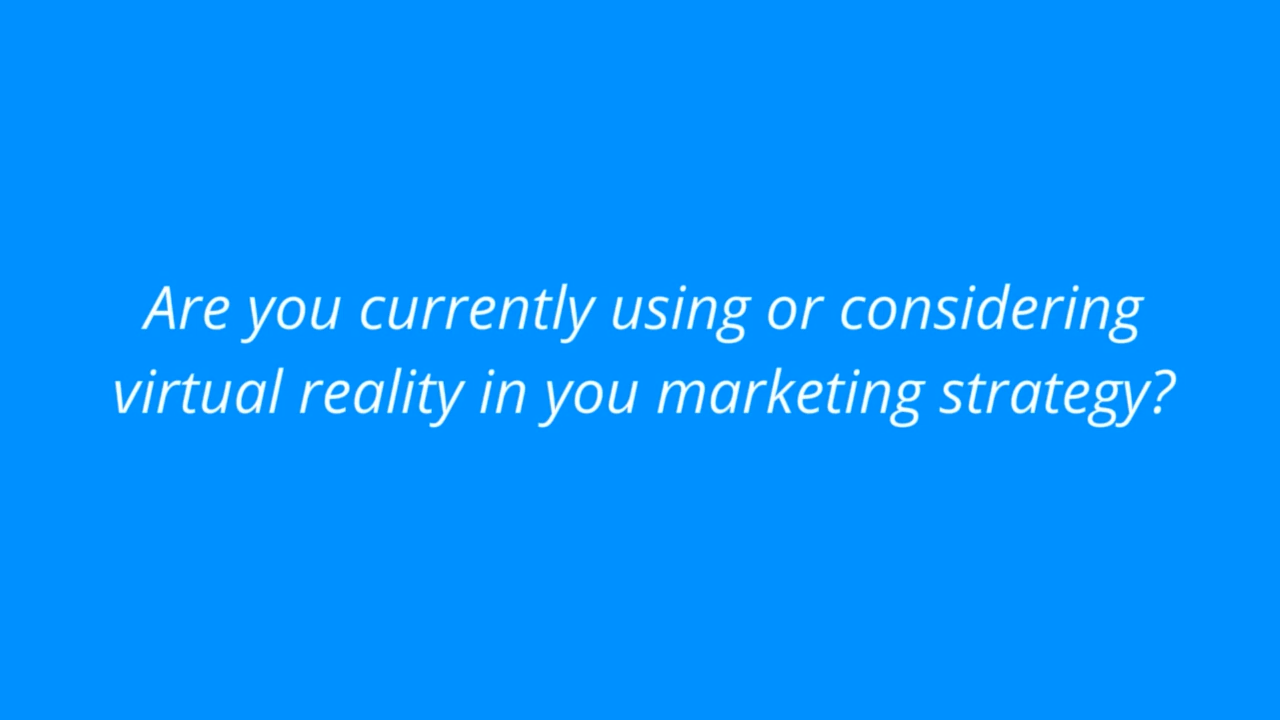 Are you currently using or considering
virtual reality in you marketing strategy?